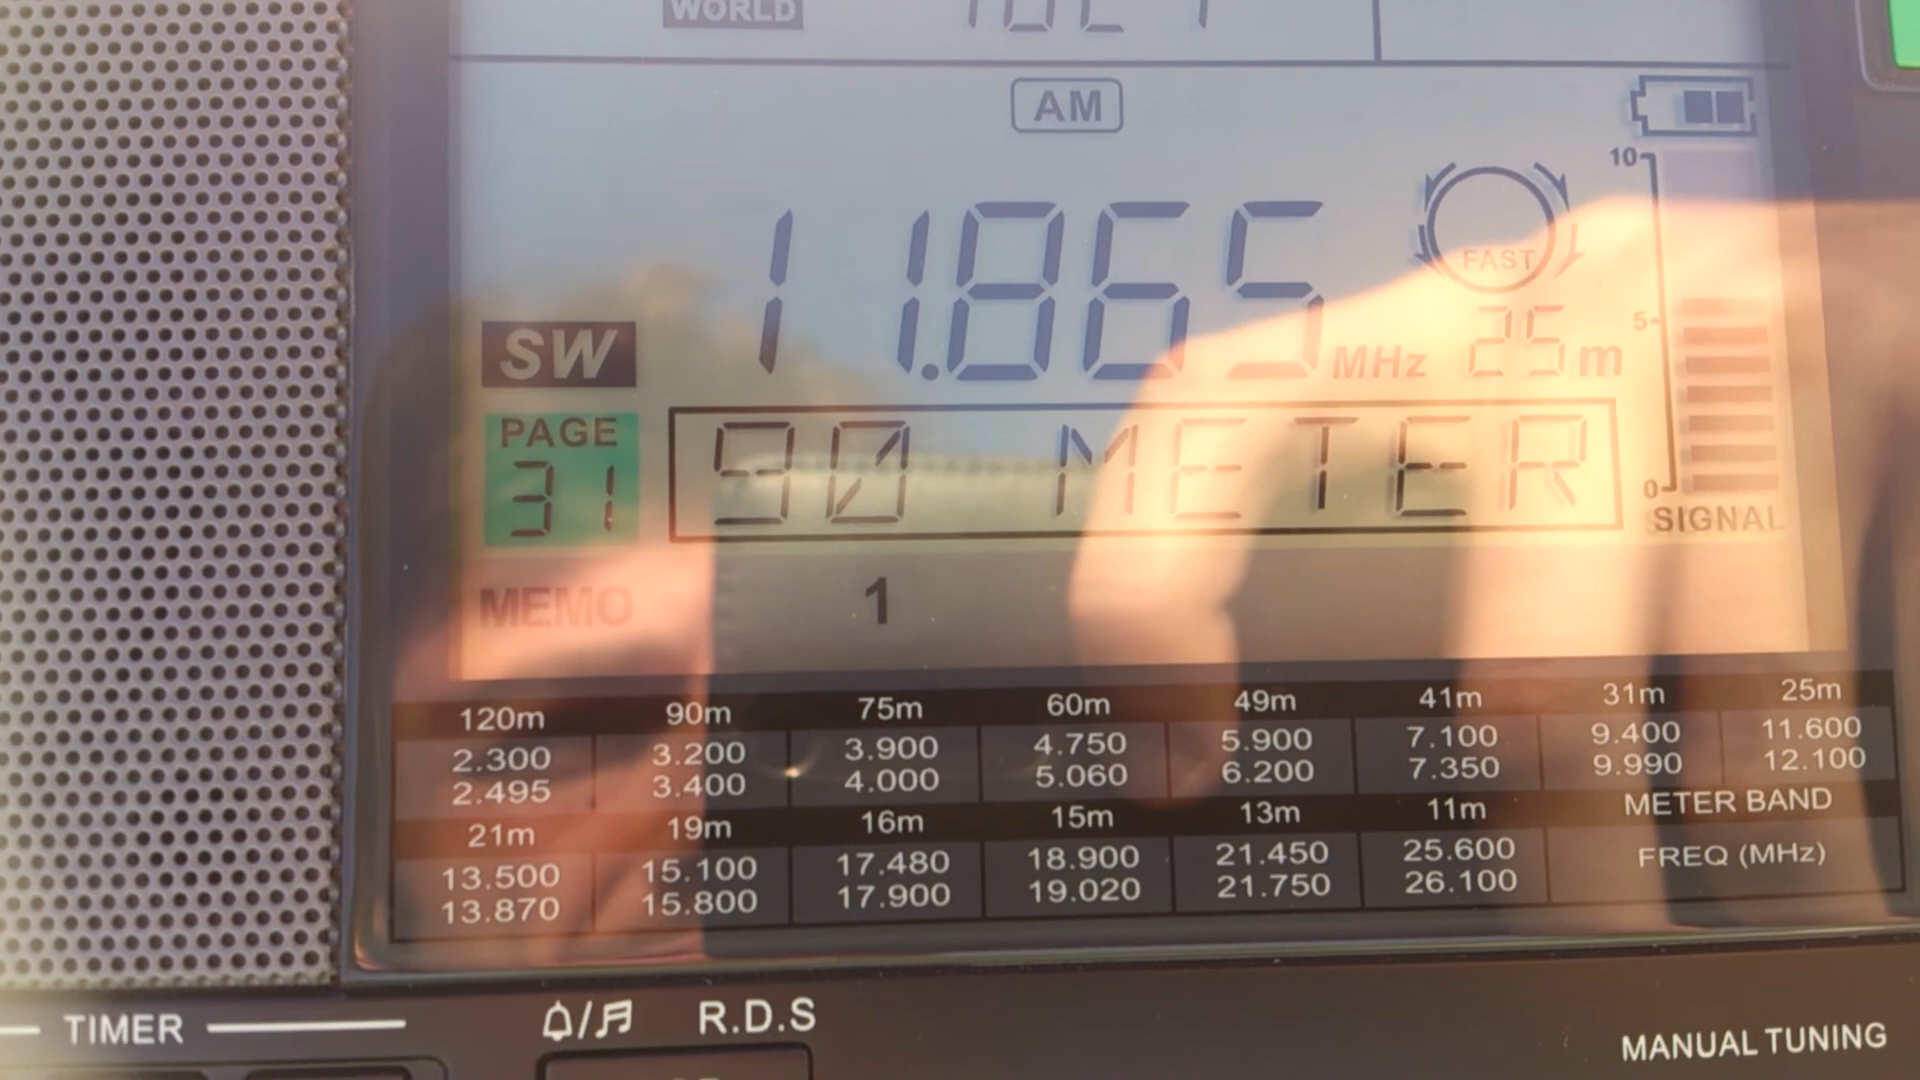 WORLD
AM
10
11.865 MHz
FAST
25 m
5
SW
PAGE
31
90 METER
0
SIGNAL
MEMO
1
120m 90m 75m 60m 49m 41m 31m 25m
2.300 3.200 3.900 4.750 5.900 7.100 9.400 11.600
2.495 3.400 4.000 5.060 6.200 7.350 9.990 12.100
21m 19m 16m 15m 13m 11m METER BAND
13.500 15.100 17.480 18.900 21.450 25.600 FREQ (MHz)
13.870 15.800 17.900 19.020 21.750 26.100
TIMER
R.D.S
MANUAL TUNING